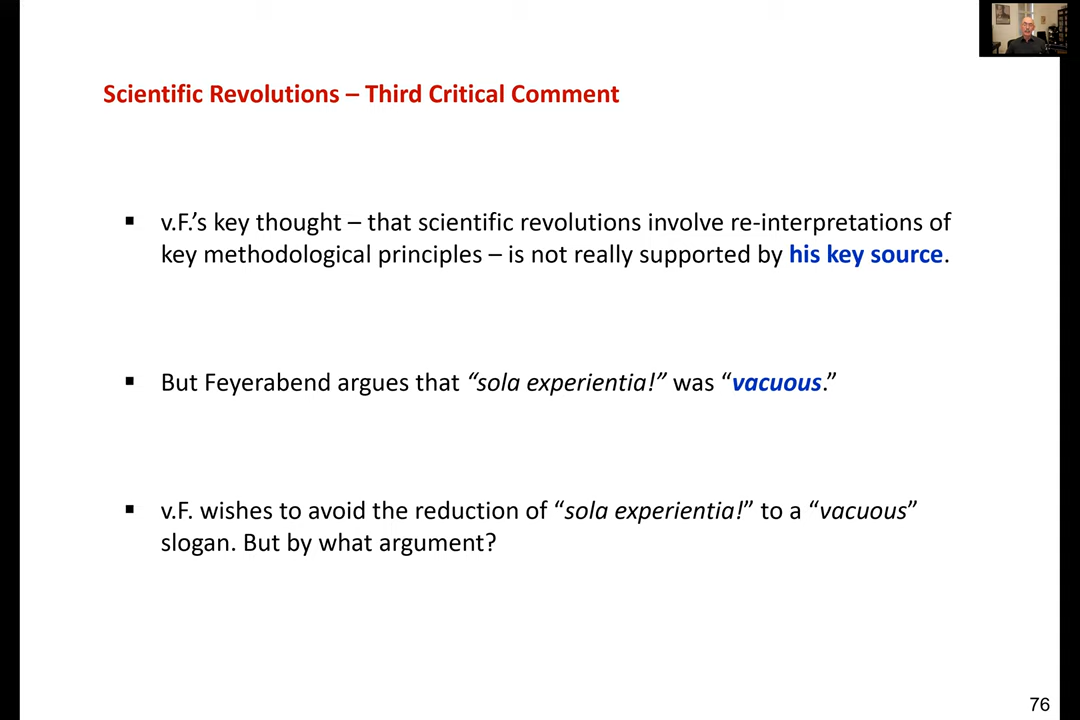 Scientific Revolutions – Third Critical Comment
▪ v.F.’s key thought – that scientific revolutions involve re-interpretations of
key methodological principles – is not really supported by his key source.
▪ But Feyerabend argues that “sola experientia!” was “vacuous.”
▪ v.F. wishes to avoid the reduction of “sola experientia!” to a “vacuous”
slogan. But by what argument?
76